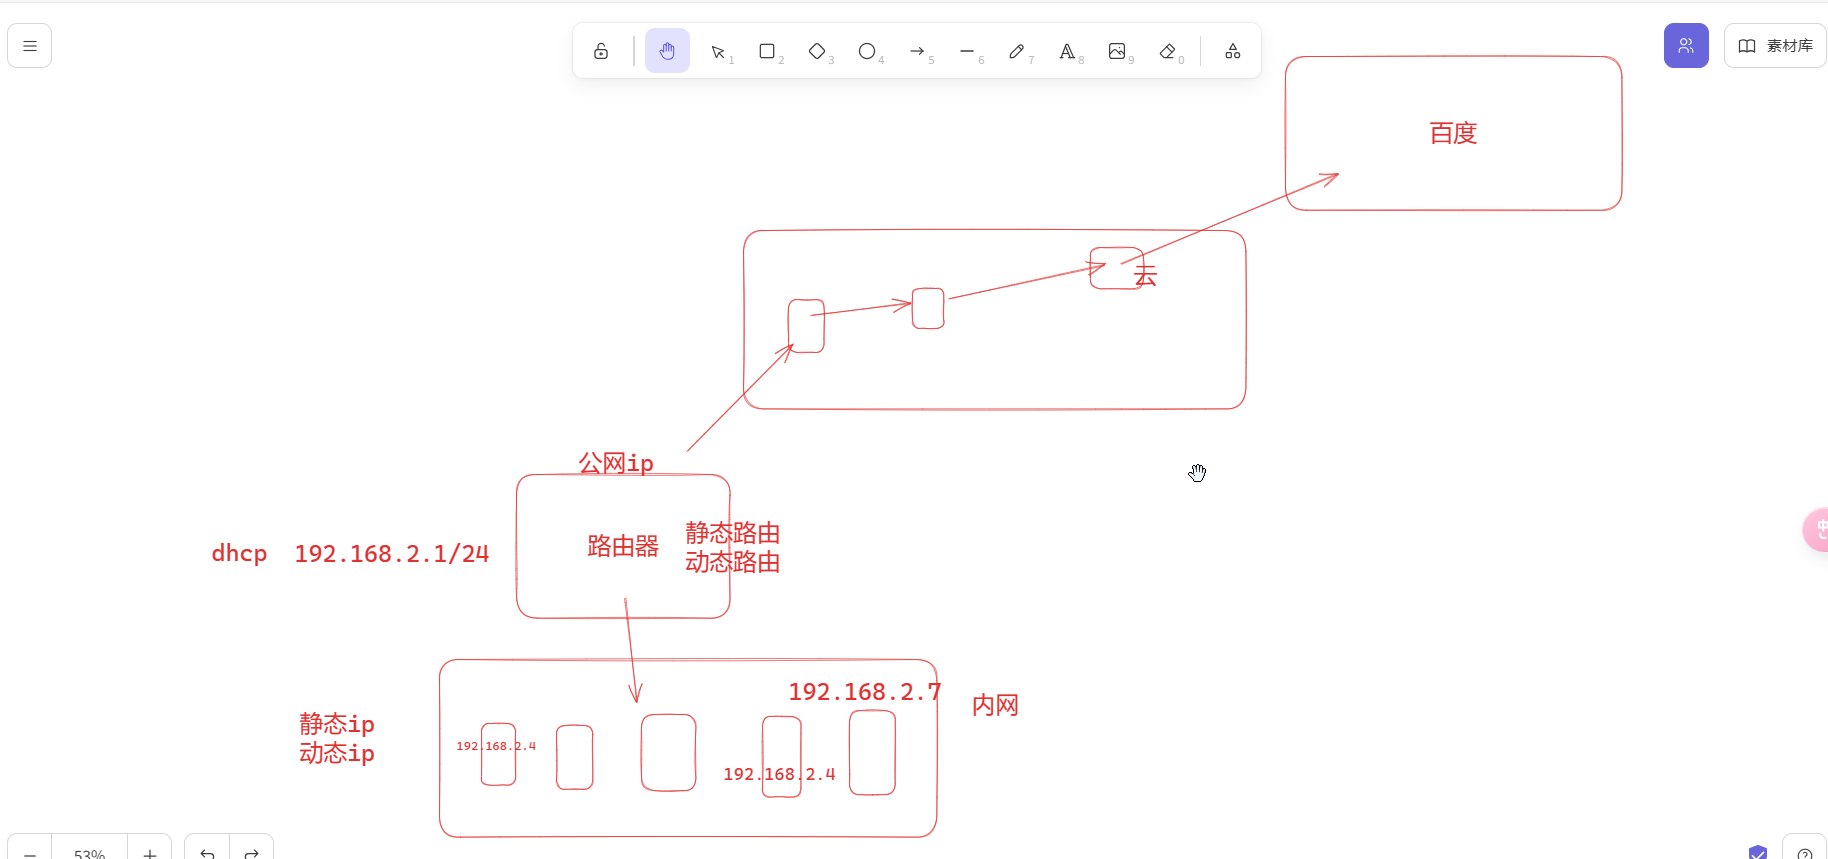 1
2
3
4
5
6
7
8
9
0
素材库
百度
云
公网ip
静态路由
路由器
动态路由
dhcp 192.168.2.1/24
192.168.2.7
内网
静态ip
动态ip
192.168.2.4
192.168.2.4
53%